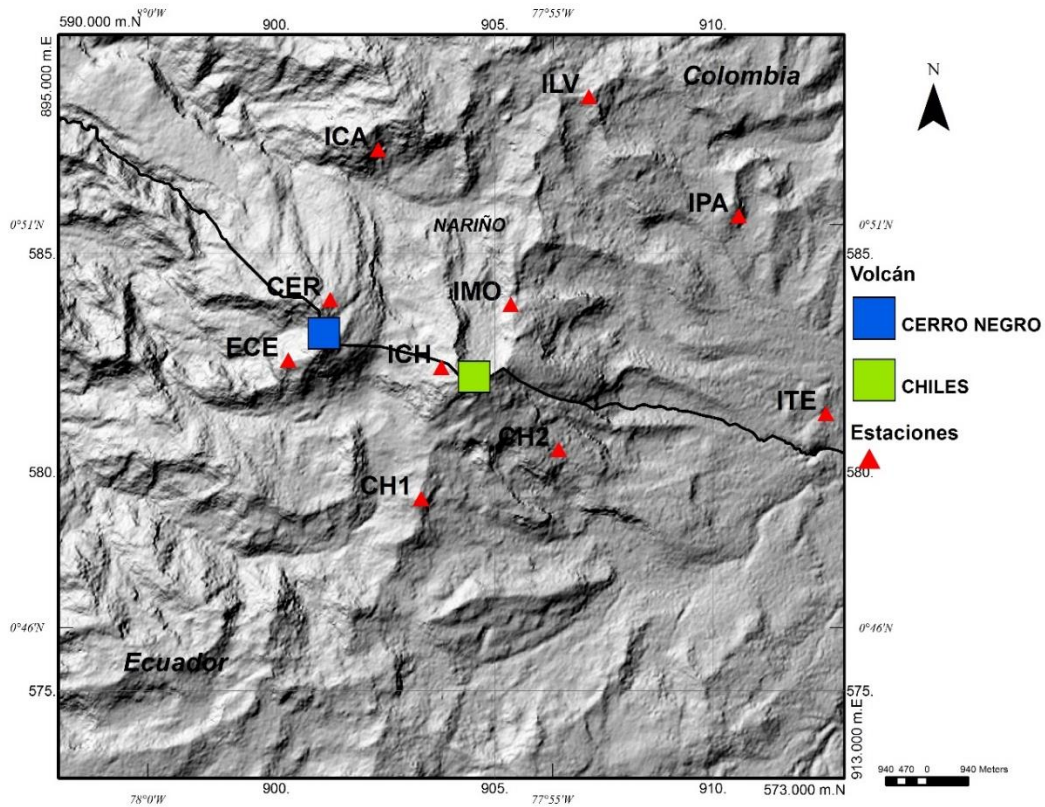 8°0'W
77°55'W
590.000 m.N
900.
905.
910.
895.000 m.E
Colombia
N
ILV
ICA
IPA
NARIÑO
0°51'N
0°51'N
585.
585.
Volcán
CER
IMO
CERRO NEGRO
ECE
ICH
CHILES
ITE
Estaciones
CH2
580.
580.
CH1
0°46'N
0°46'N
Ecuador
575.
575.
913.000 m.E
940 470 0 940 Meters
900.
905.
910.
573.000 m.N
78°0'W
77°55'W